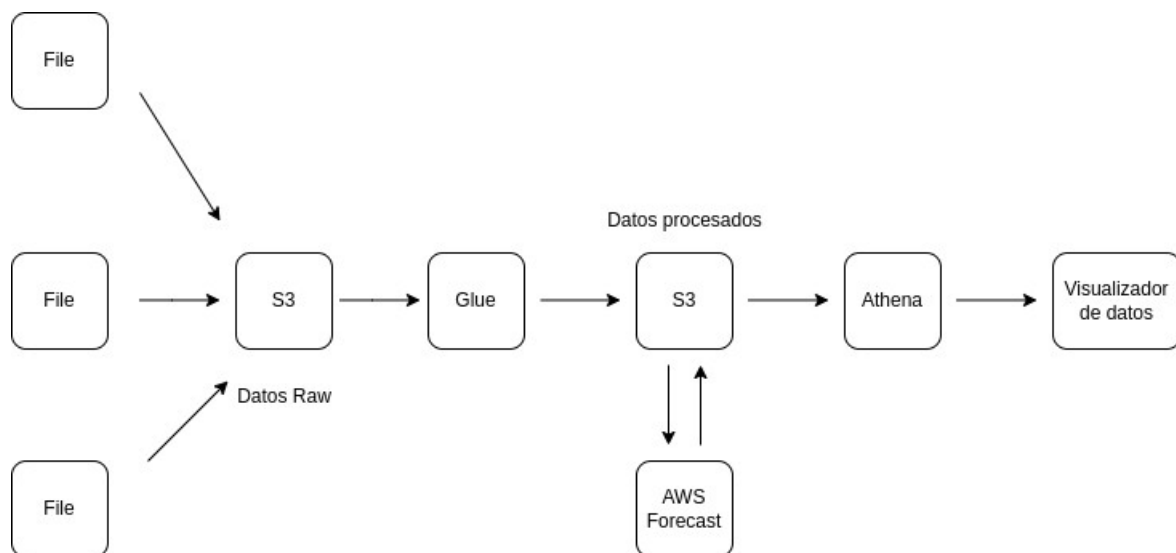 File
Datos procesados
File
S3
Glue
S3
Athena
Visualizador
de datos
Datos Raw
File
AWS
Forecast